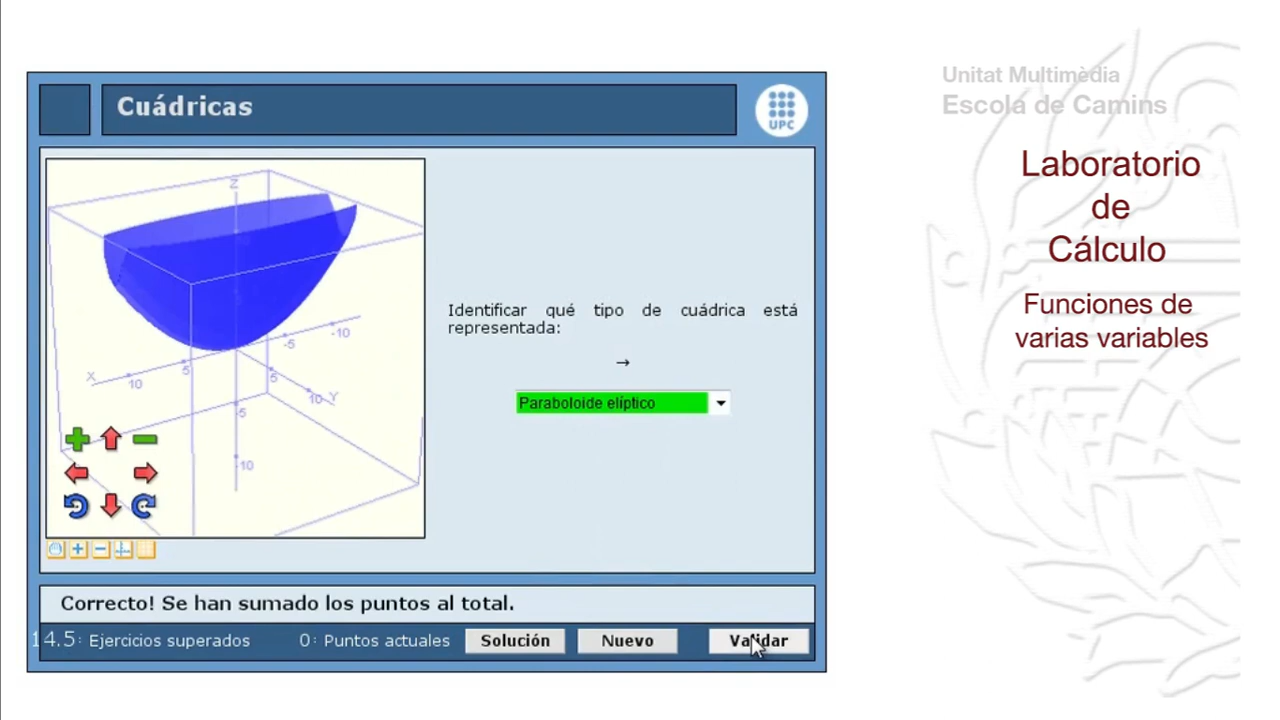 Unitat Multimèdia
Escola de Camins
Laboratorio
de
Cálculo
Funciones de
varias variables
Cuádricas
UPC
Z
-10
-5
X
10
5
5
10
Y
-5
-10
Identificar qué tipo de cuádrica está
representada:
→
Paraboloide elíptico
Correcto! Se han sumado los puntos al total.
14.5: Ejercicios superados 0: Puntos actuales Solución Nuevo Validar